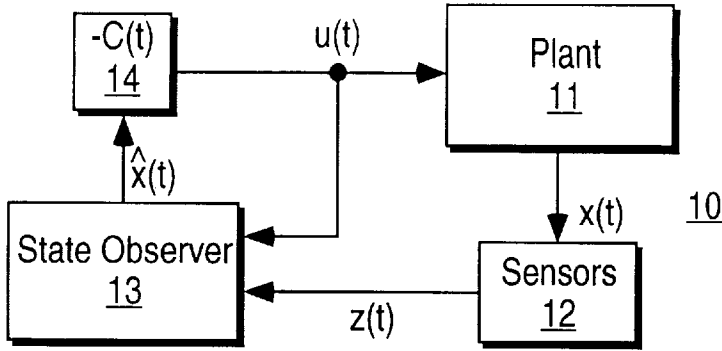 -C(t)
14
u(t)
Plant
11
x̂(t)
x(t)
10
State Observer
13
Sensors
12
z(t)